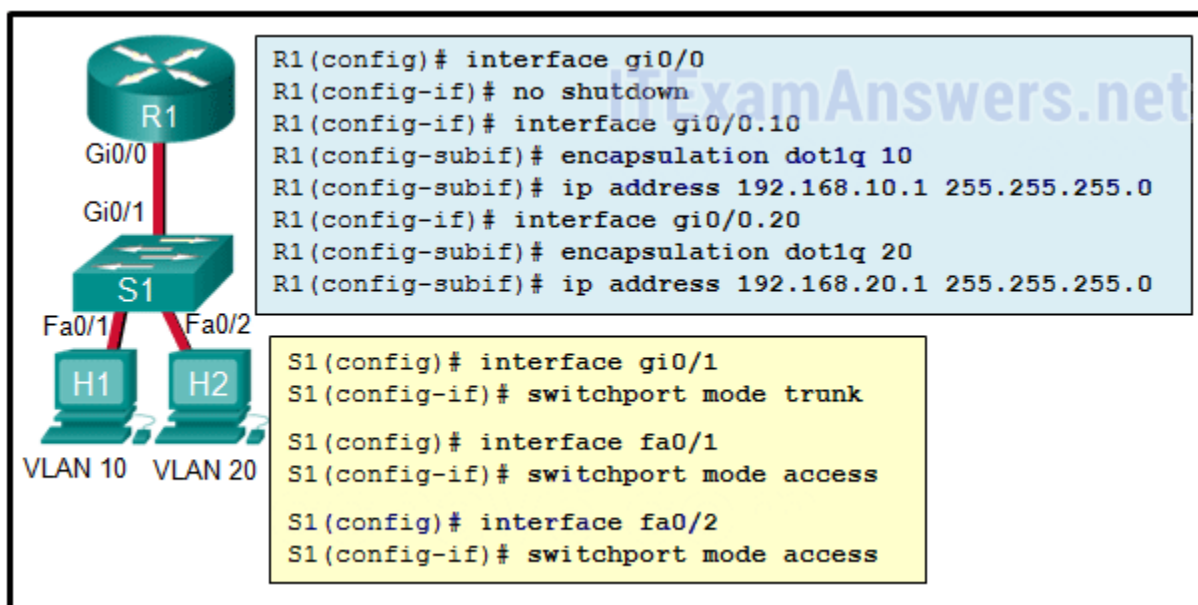 R1
Gi0/0
Gi0/1
S1
Fa0/1
Fa0/2
H1
H2
VLAN 10
VLAN 20
ITExamAnswers.net
R1(config)# interface gi0/0
R1(config-if)# no shutdown
R1(config-if)# interface gi0/0.10
R1(config-subif)# encapsulation dot1q 10
R1(config-subif)# ip address 192.168.10.1 255.255.255.0
R1(config-if)# interface gi0/0.20
R1(config-subif)# encapsulation dot1q 20
R1(config-subif)# ip address 192.168.20.1 255.255.255.0
S1(config)# interface gi0/1
S1(config-if)# switchport mode trunk
S1(config)# interface fa0/1
S1(config-if)# switchport mode access
S1(config)# interface fa0/2
S1(config-if)# switchport mode access